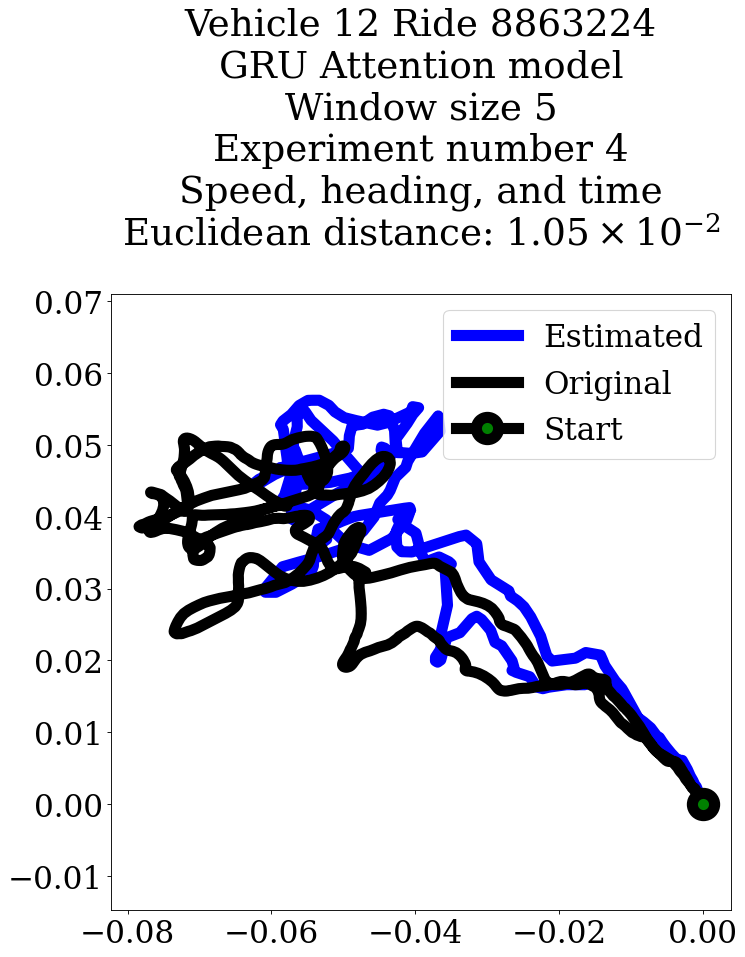 Vehicle 12 Ride 8863224
GRU Attention model
Window size 5
Experiment number 4
Speed, heading, and time
Euclidean distance: 1.05 × 10⁻²
0.07
0.06
0.05
0.04
0.03
0.02
0.01
0.00
−0.01
Estimated
Original
Start
−0.08
−0.06
−0.04
−0.02
0.00